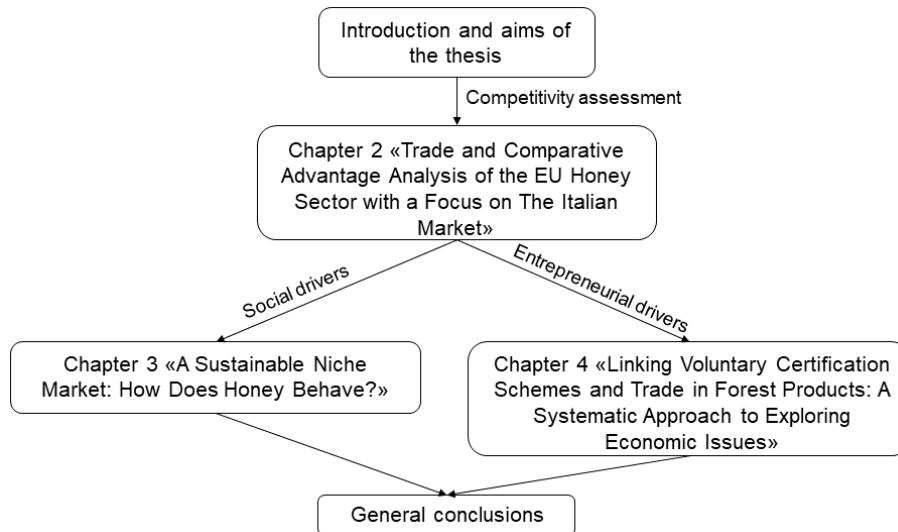 Introduction and aims of
the thesis
Competitivity assessment
Chapter 2 «Trade and Comparative
Advantage Analysis of the EU Honey
Sector with a Focus on The Italian
Market»
Social drivers
Entrepreneurial drivers
Chapter 3 «A Sustainable Niche
Market: How Does Honey Behave?»
Chapter 4 «Linking Voluntary Certification
Schemes and Trade in Forest Products: A
Systematic Approach to Exploring
Economic Issues»
General conclusions